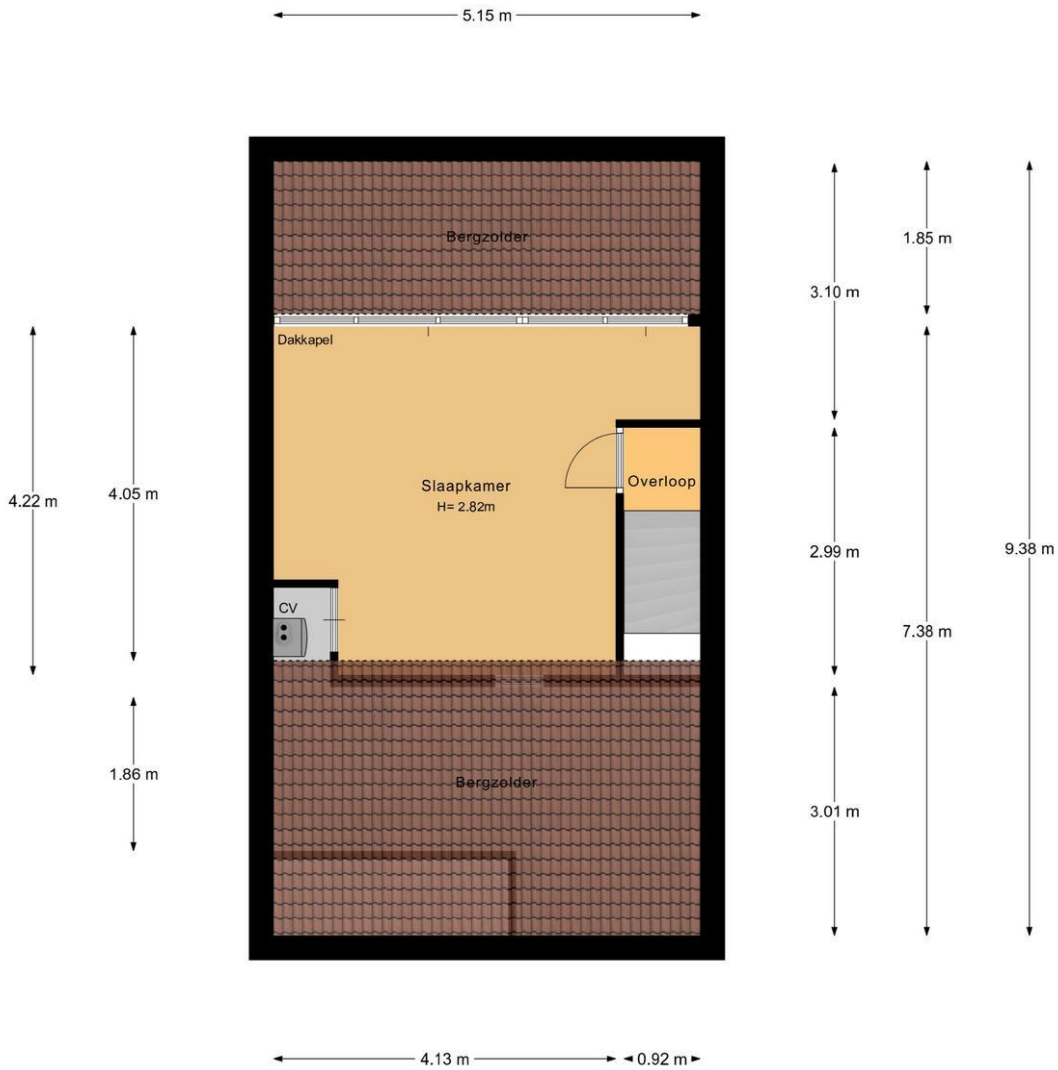 5.15 m
Bergzolder
1.85 m
3.10 m
Dakkapel
4.22 m
4.05 m
Slaapkamer
H= 2.82m
Overloop
2.99 m
9.38 m
CV
7.38 m
1.86 m
Bergzolder
3.01 m
4.13 m
0.92 m